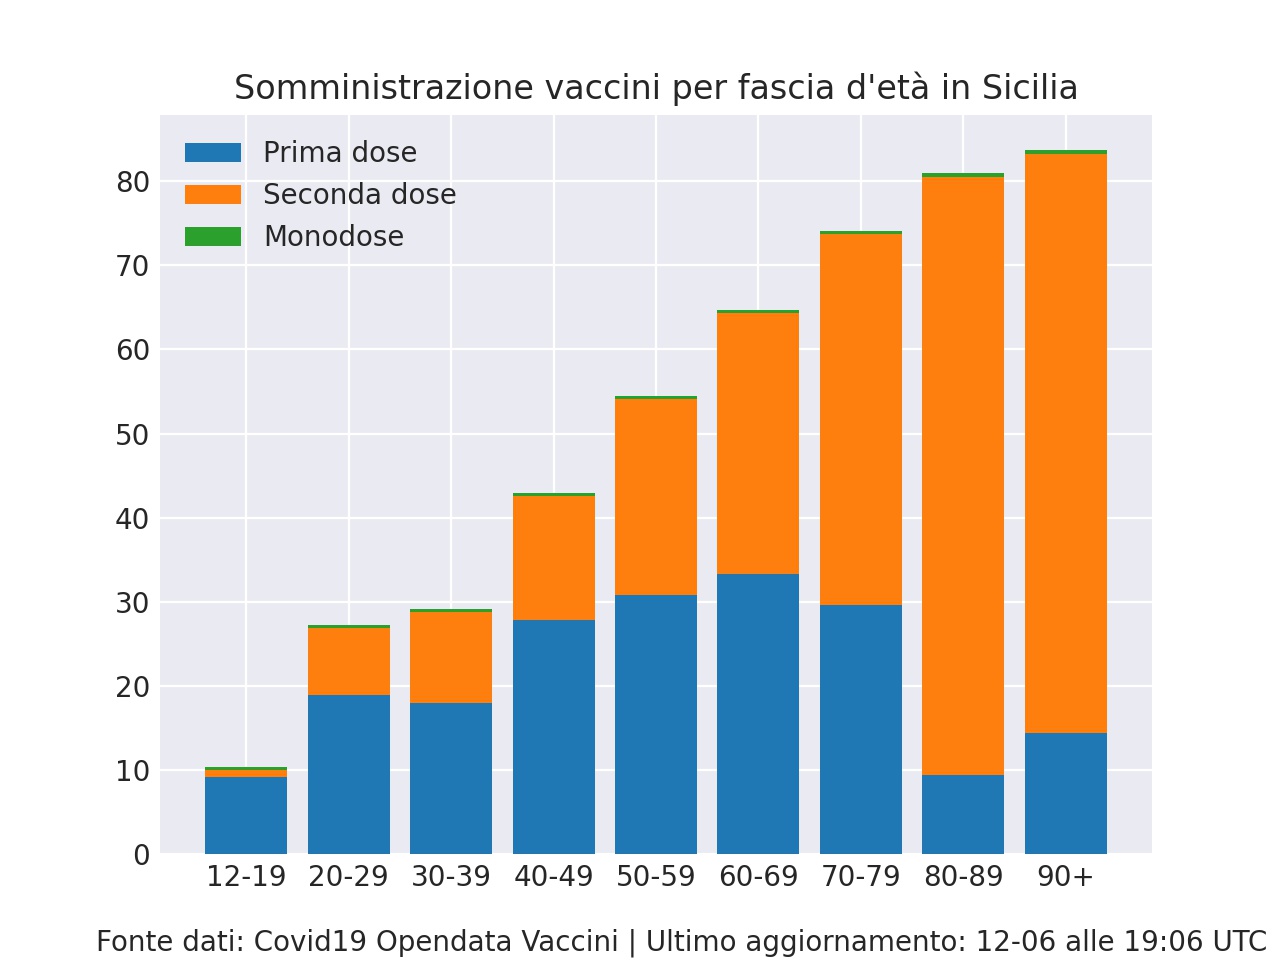 Somministrazione vaccini per fascia d'età in Sicilia
Prima dose
Seconda dose
Monodose
80
70
60
50
40
30
20
10
0
12-19 20-29 30-39 40-49 50-59 60-69 70-79 80-89 90+
Fonte dati: Covid19 Opendata Vaccini | Ultimo aggiornamento: 12-06 alle 19:06 UTC